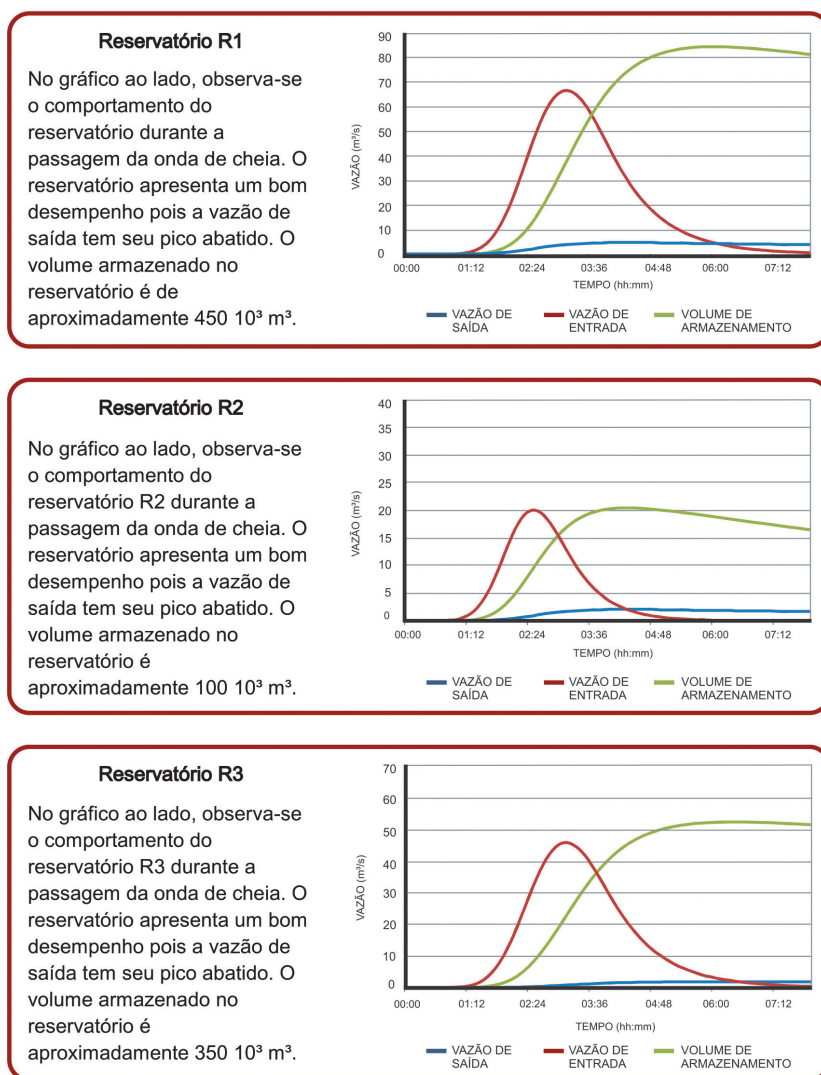 Reservatório R1
No gráfico ao lado, observa-se
o comportamento do
reservatório durante a
passagem da onda de cheia. O
reservatório apresenta um bom
desempenho pois a vazão de
saída tem seu pico abatido. O
volume armazenado no
reservatório é de
aproximadamente 450 10³ m³.
VAZÃO (m³/s)
90
80
70
60
50
40
30
20
10
0
00:00 01:12 02:24 03:36 04:48 06:00 07:12
TEMPO (hh:mm)
VAZÃO DE SAÍDA
VAZÃO DE ENTRADA
VOLUME DE ARMAZENAMENTO
Reservatório R2
No gráfico ao lado, observa-se
o comportamento do
reservatório R2 durante a
passagem da onda de cheia. O
reservatório apresenta um bom
desempenho pois a vazão de
saída tem seu pico abatido. O
volume armazenado no
reservatório é
aproximadamente 100 10³ m³.
VAZÃO (m³/s)
40
35
30
25
20
15
10
5
0
00:00 01:12 02:24 03:36 04:48 06:00 07:12
TEMPO (hh:mm)
VAZÃO DE SAÍDA
VAZÃO DE ENTRADA
VOLUME DE ARMAZENAMENTO
Reservatório R3
No gráfico ao lado, observa-se
o comportamento do
reservatório R3 durante a
passagem da onda de cheia. O
reservatório apresenta um bom
desempenho pois a vazão de
saída tem seu pico abatido. O
volume armazenado no
reservatório é
aproximadamente 350 10³ m³.
VAZÃO (m³/s)
70
60
50
40
30
20
10
0
00:00 01:12 02:24 03:36 04:48 06:00 07:12
TEMPO (hh:mm)
VAZÃO DE SAÍDA
VAZÃO DE ENTRADA
VOLUME DE ARMAZENAMENTO